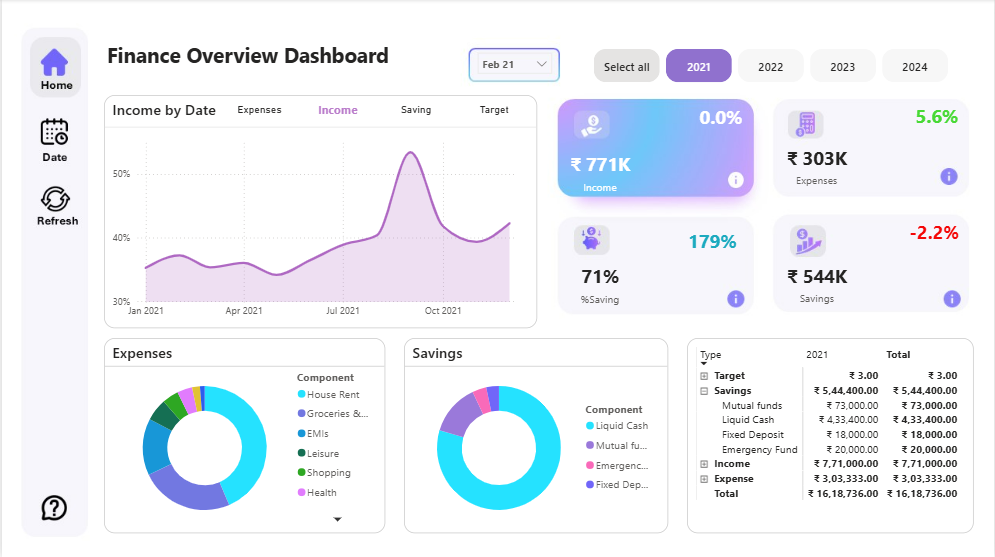 Finance Overview Dashboard
Feb 21
Select all
2021
2022
2023
2024
Home
Date
Refresh
Income by Date
Expenses
Income
Saving
Target
50%
40%
30%
Jan 2021
Apr 2021
Jul 2021
Oct 2021
0.0%
₹ 771K
Income
5.6%
₹ 303K
Expenses
179%
71%
%Saving
-2.2%
₹ 544K
Savings
Expenses
Component
House Rent
Groceries &...
EMIs
Leisure
Shopping
Health
Savings
Component
Liquid Cash
Mutual fu...
Emergenc...
Fixed Dep...
Type 2021 Total
Target ₹ 3.00 ₹ 3.00
Savings ₹ 5,44,400.00 ₹ 5,44,400.00
Mutual funds ₹ 73,000.00 ₹ 73,000.00
Liquid Cash ₹ 4,33,400.00 ₹ 4,33,400.00
Fixed Deposit ₹ 18,000.00 ₹ 18,000.00
Emergency Fund ₹ 20,000.00 ₹ 20,000.00
Income ₹ 7,71,000.00 ₹ 7,71,000.00
Expense ₹ 3,03,333.00 ₹ 3,03,333.00
Total ₹ 16,18,736.00 ₹ 16,18,736.00